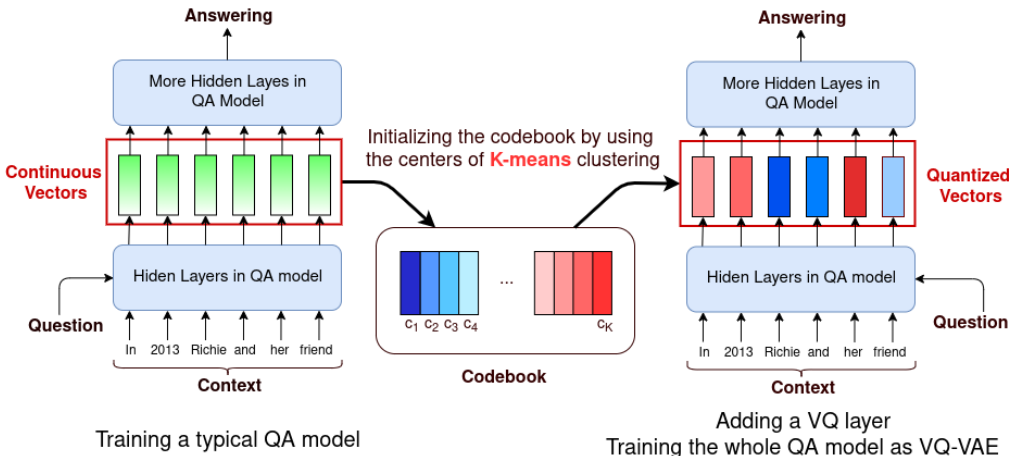 Answering
More Hidden Layes in
QA Model
Continuous
Vectors
Hiden Layers in QA model
Question
In 2013 Richie and her friend
Context
Training a typical QA model
Initializing the codebook by using
the centers of K-means clustering
...
c1 c2 c3 c4 cK
Codebook
Answering
More Hidden Layes in
QA Model
Quantized
Vectors
Hiden Layers in QA model
Question
In 2013 Richie and her friend
Context
Adding a VQ layer
Training the whole QA model as VQ-VAE